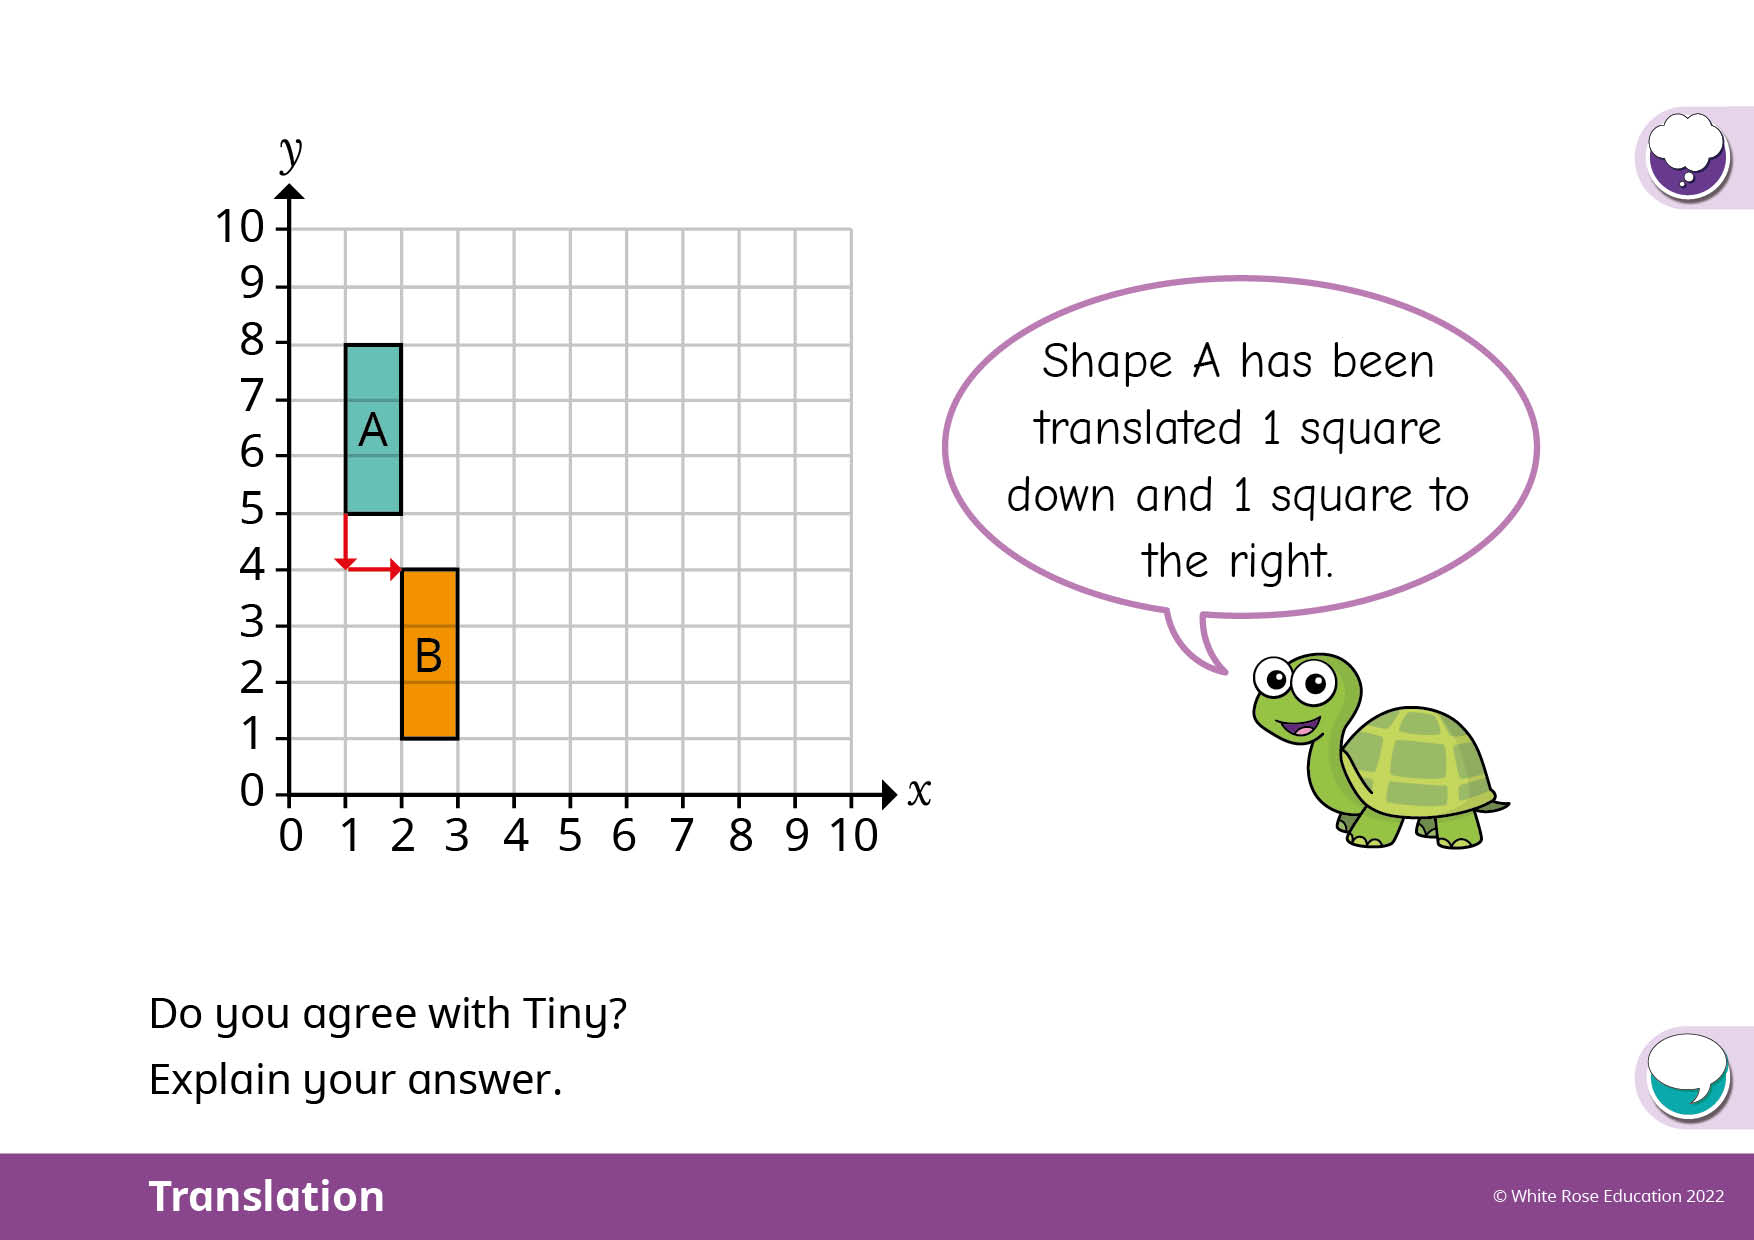 y
10
9
8
7
6
5
4
3
2
1
0
A
B
x
0 1 2 3 4 5 6 7 8 9 10
Shape A has been
translated 1 square
down and 1 square to
the right.
Do you agree with Tiny?
Explain your answer.
Translation
© White Rose Education 2022